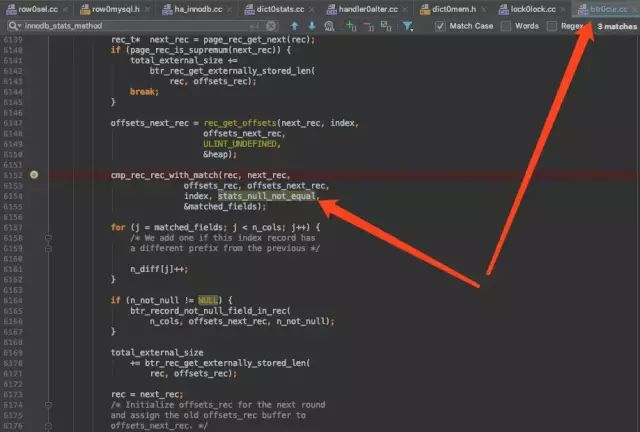 row0sel.cc row0mysql.h ha_innodb.cc dict0stats.cc handler0alter.cc dict0mem.h lock0lock.cc btr0cur.cc
innodb_stats_method Match Case Words Regex 3 matches
6139 rec_t* next_rec = page_rec_get_next(rec);
6140 if (page_rec_is_supremum(next_rec)) {
6141 total_external_size +=
6142 btr_rec_get_externally_stored_len(
6143 rec, offsets_rec);
6144 break;
6145 }
6146
6147 offsets_next_rec = rec_get_offsets(next_rec, index,
6148 offsets_next_rec,
6149 ULINT_UNDEFINED,
6150 &heap);
6151
6152 cmp_rec_rec_with_match(rec, next_rec,
6153 offsets_rec, offsets_next_rec,
6154 index, stats_null_not_equal,
6155 &matched_fields);
6156
6157 for (j = matched_fields; j < n_cols; j++) {
6158 /* We add one if this index record has
6159 a different prefix from the previous */
6160
6161 n_diff[j]++;
6162 }
6163
6164 if (n_not_null != NULL) {
6165 btr_record_not_null_field_in_rec(
6166 n_cols, offsets_next_rec, n_not_null);
6167 }
6168
6169 total_external_size
6170 += btr_rec_get_externally_stored_len(
6171 rec, offsets_rec);
6172
6173 rec = next_rec;
6174 /* Initialize offsets_rec for the next round
6175 and assign the old offsets_rec buffer to
6176 offsets_next_rec. */